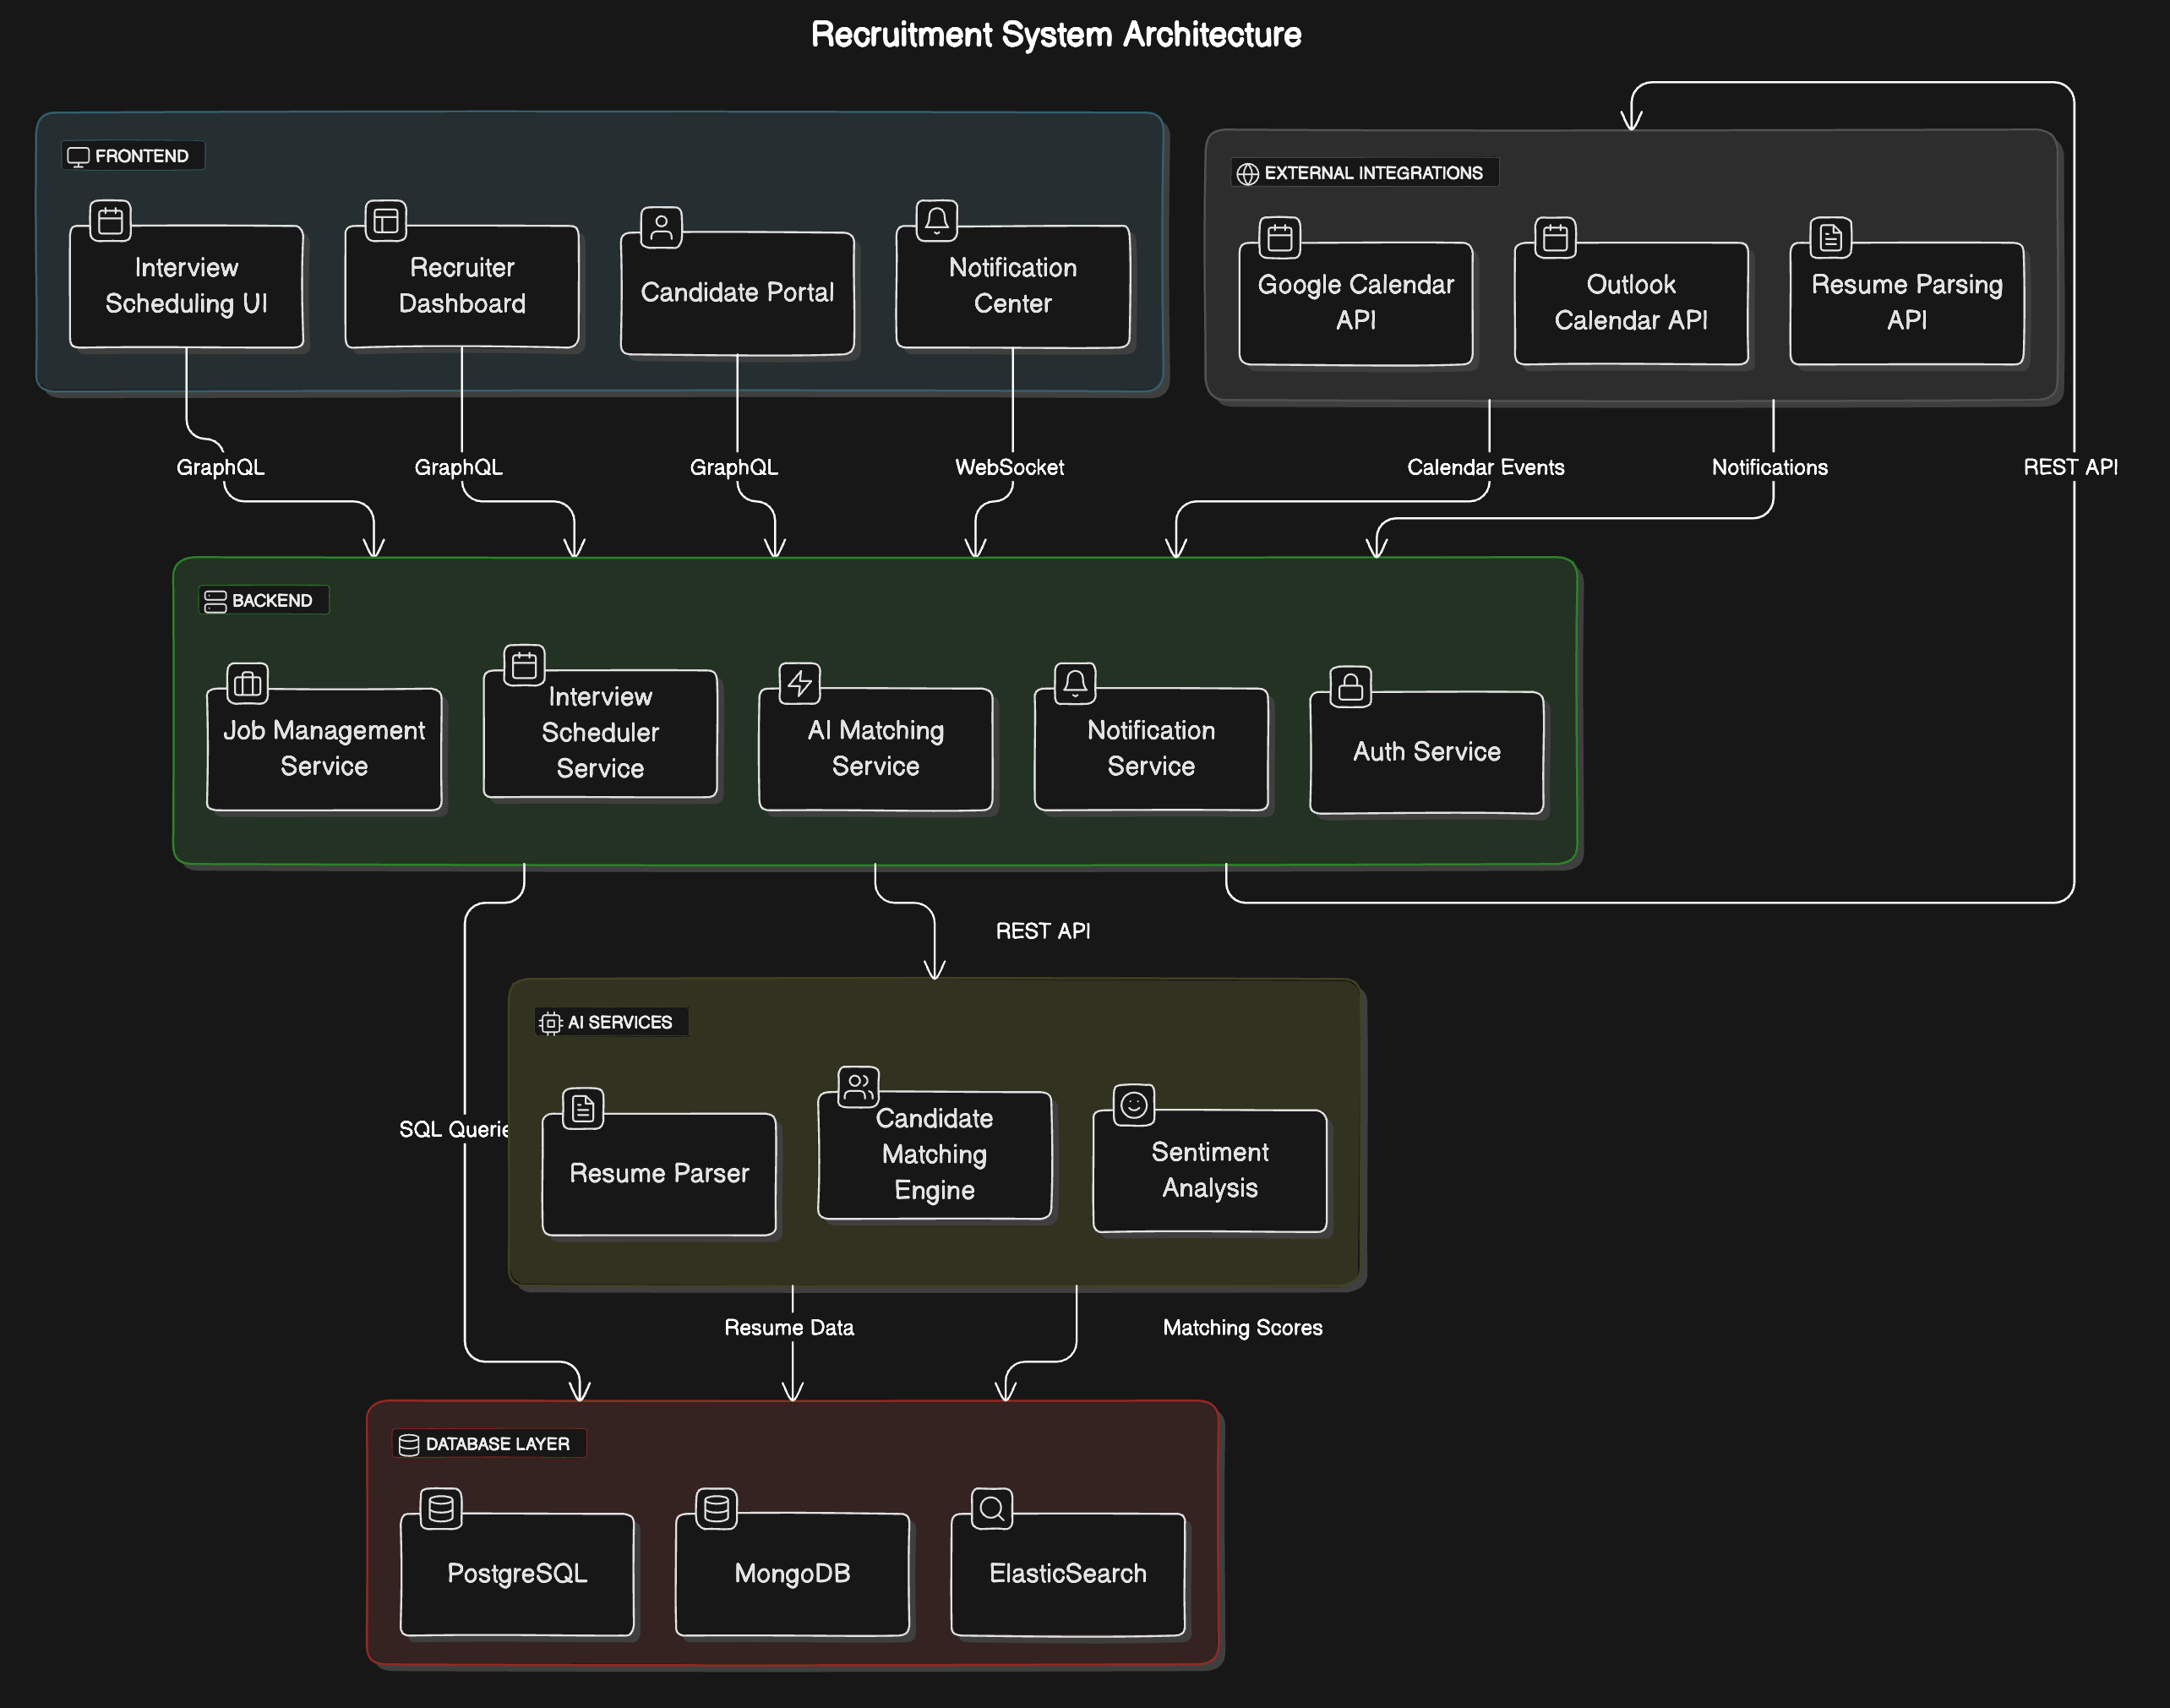 Recruitment System Architecture
FRONTEND
Interview
Scheduling UI
Recruiter
Dashboard
Candidate Portal
Notification
Center
EXTERNAL INTEGRATIONS
Google Calendar
API
Outlook
Calendar API
Resume Parsing
API
GraphQL
GraphQL
GraphQL
WebSocket
Calendar Events
Notifications
REST API
BACKEND
Job Management
Service
Interview
Scheduler
Service
AI Matching
Service
Notification
Service
Auth Service
REST API
AI SERVICES
SQL Querie
Resume Parser
Candidate
Matching
Engine
Sentiment
Analysis
Resume Data
Matching Scores
DATABASE LAYER
PostgreSQL
MongoDB
ElasticSearch